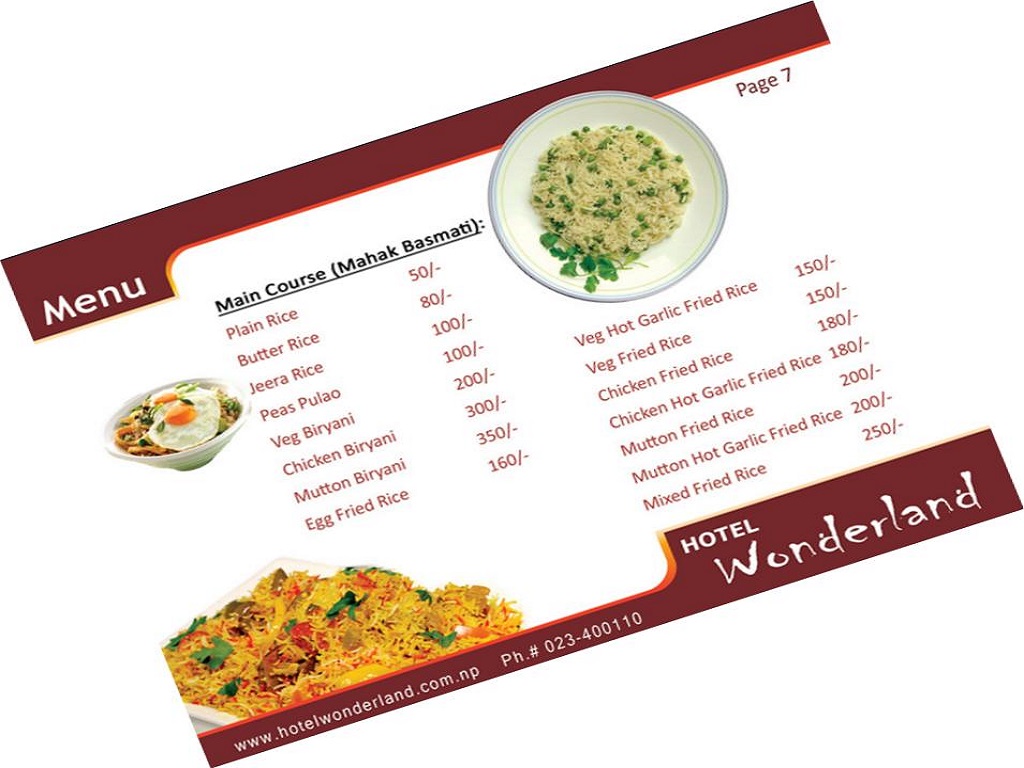 Page 7
Menu
Main Course (Mahak Basmati):
Plain Rice 50/-
Butter Rice 80/-
Jeera Rice 100/-
Peas Pulao 100/-
Veg Biryani 200/-
Chicken Biryani 300/-
Mutton Biryani 350/-
Egg Fried Rice 160/-
Veg Hot Garlic Fried Rice 150/-
Veg Fried Rice 150/-
Chicken Fried Rice 180/-
Chicken Hot Garlic Fried Rice 180/-
Mutton Fried Rice 200/-
Mutton Hot Garlic Fried Rice 200/-
Mixed Fried Rice 250/-
HOTEL
Wonderland
www.hotelwonderland.com.np Ph.# 023-400110